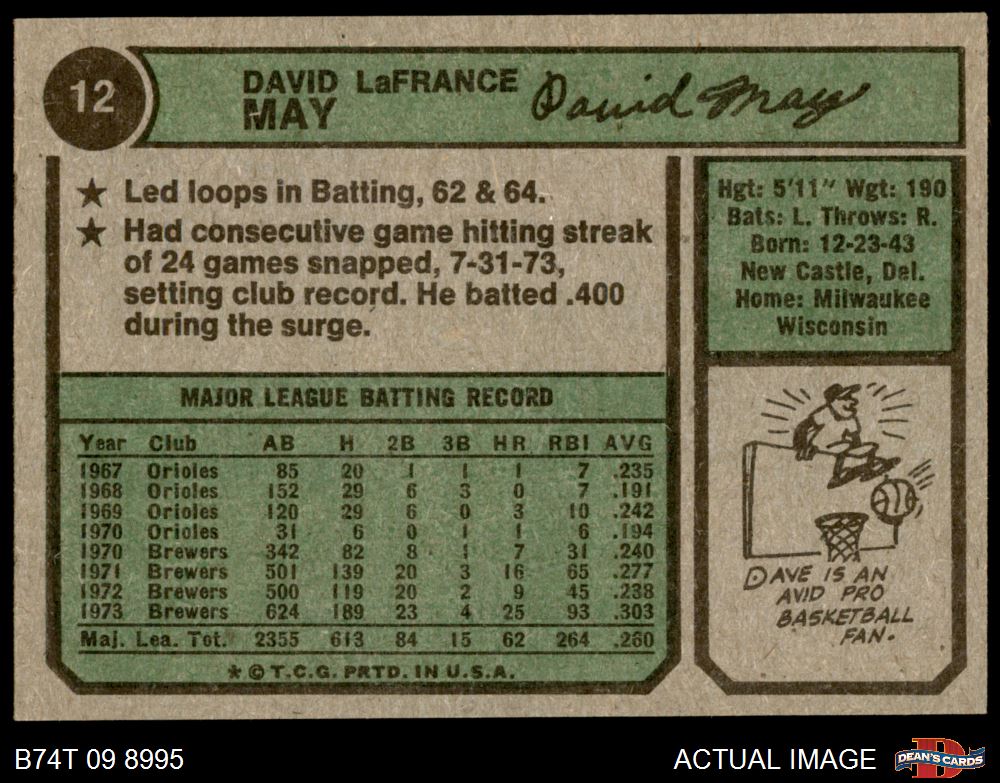 12
DAVID LaFRANCE
MAY
David May
★ Led loops in Batting, 62 & 64.
★ Had consecutive game hitting streak
of 24 games snapped, 7-31-73,
setting club record. He batted .400
during the surge.
Hgt: 5'11" Wgt: 190
Bats: L. Throws: R.
Born: 12-23-43
New Castle, Del.
Home: Milwaukee
Wisconsin
MAJOR LEAGUE BATTING RECORD
Year Club AB H 2B 3B HR RBI AVG
1967 Orioles 85 20 1 1 1 7 .235
1968 Orioles 152 29 6 3 0 7 .191
1969 Orioles 120 29 6 0 3 10 .242
1970 Orioles 31 6 0 1 1 6 .194
1970 Brewers 342 82 8 1 7 31 .240
1971 Brewers 501 139 20 3 16 65 .277
1972 Brewers 500 119 20 2 9 45 .238
1973 Brewers 624 189 23 4 25 93 .303
Maj. Lea. Tot. 2355 613 84 15 62 264 .260
★ © T.C.G. PRTD. IN U.S.A.
DAVE IS AN
AVID PRO
BASKETBALL
FAN.
B74T 09 8995
ACTUAL IMAGE
DEAN'S CARDS